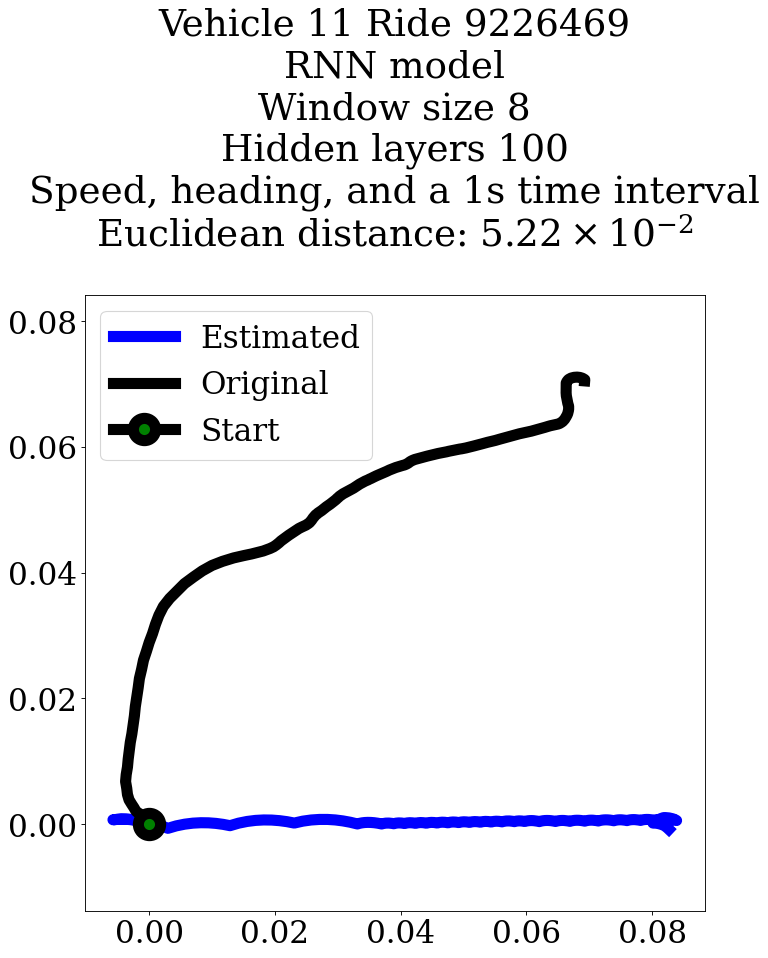 Vehicle 11 Ride 9226469
RNN model
Window size 8
Hidden layers 100
Speed, heading, and a 1s time interval
Euclidean distance: 5.22 × 10⁻²
Estimated
Original
Start
0.08
0.06
0.04
0.02
0.00
0.00 0.02 0.04 0.06 0.08